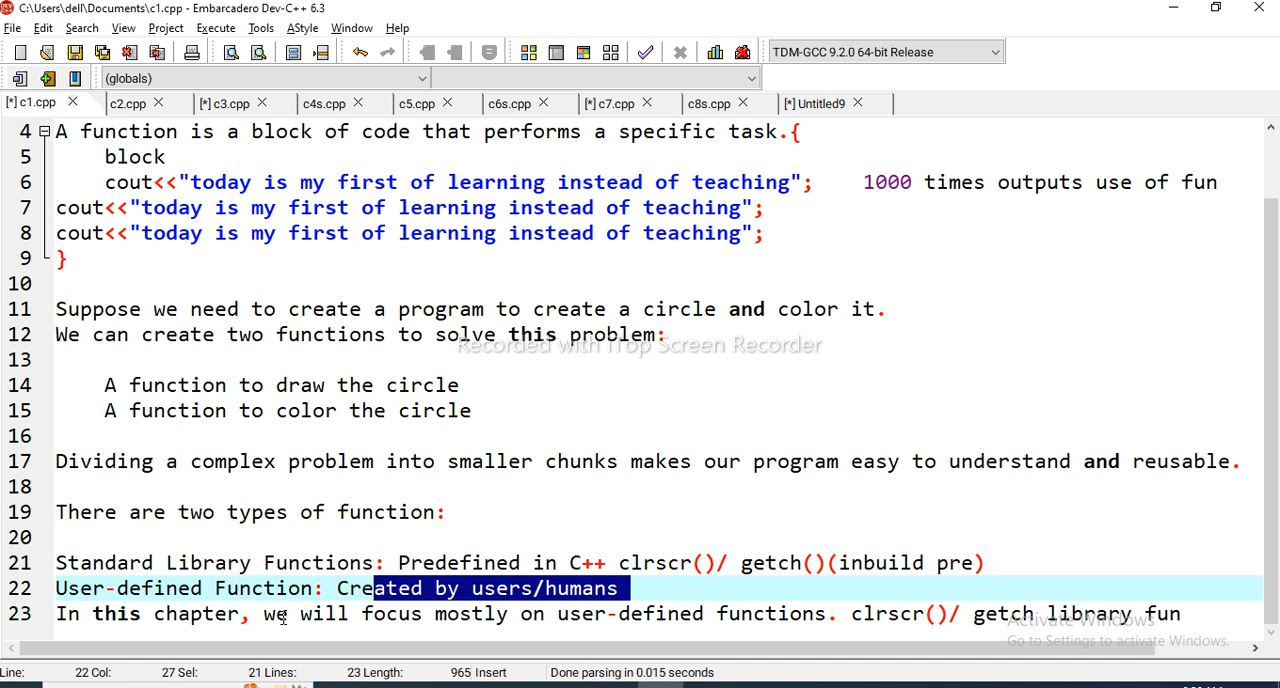 C:\Users\dell\Documents\c1.cpp - Embarcadero Dev-C++ 6.3
File Edit Search View Project Execute Tools AStyle Window Help
TDM-GCC 9.2.0 64-bit Release
(globals)
[*] c1.cpp c2.cpp [*] c3.cpp c4s.cpp c5.cpp c6s.cpp [*] c7.cpp c8s.cpp [*] Untitled9
4 A function is a block of code that performs a specific task.{
5 block
6 cout<<"today is my first of learning instead of teaching"; 1000 times outputs use of fun
7 cout<<"today is my first of learning instead of teaching";
8 cout<<"today is my first of learning instead of teaching";
9 }
10
11 Suppose we need to create a program to create a circle and color it.
12 We can create two functions to solve this problem:
Recorded with iTop Screen Recorder
13
14 A function to draw the circle
15 A function to color the circle
16
17 Dividing a complex problem into smaller chunks makes our program easy to understand and reusable.
18
19 There are two types of function:
20
21 Standard Library Functions: Predefined in C++ clrscr()/ getch()(inbuild pre)
22 User-defined Function: Created by users/humans
23 In this chapter, we will focus mostly on user-defined functions. clrscr()/ getch library fun
Activate Windows
Go to Settings to activate Windows.
Line: 22 Col: 27 Sel: 21 Lines: 23 Length: 965 Insert Done parsing in 0.015 seconds